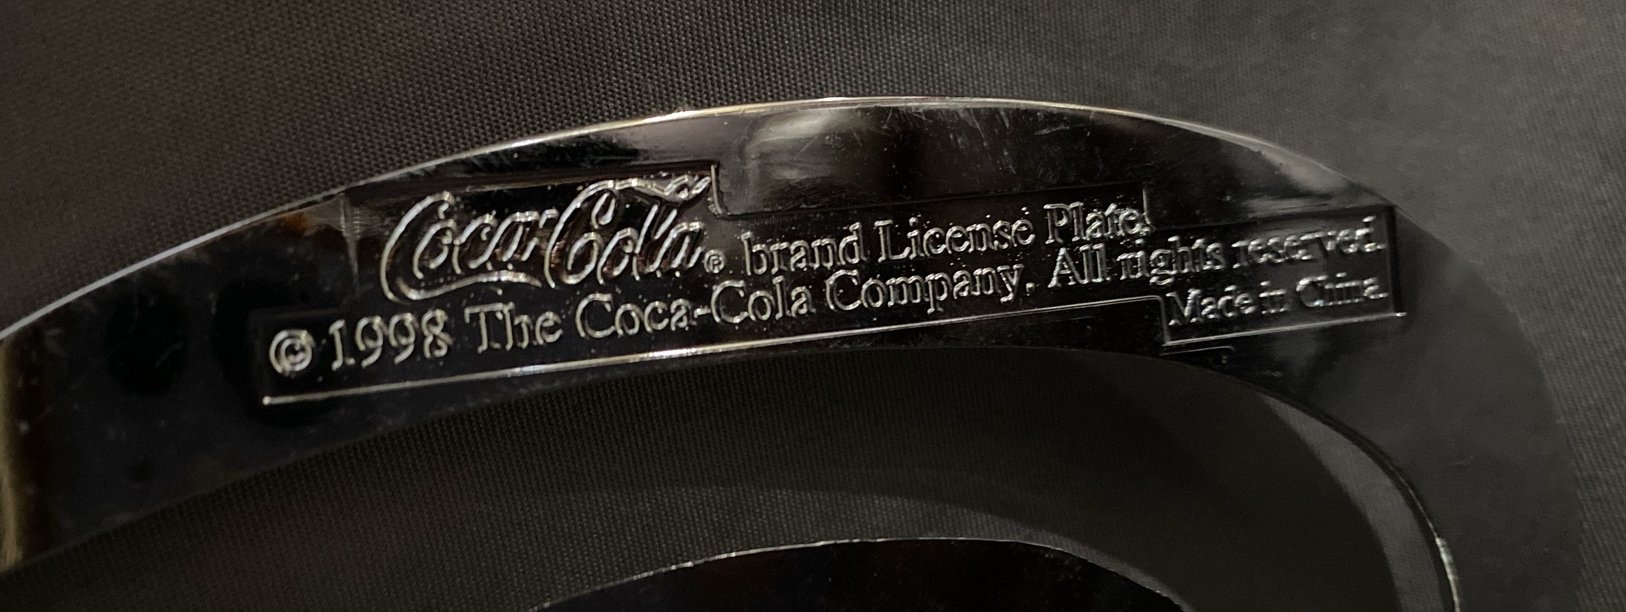 Coca-Cola® brand License Plate.
© 1998 The Coca-Cola Company. All rights reserved.
Made in China.